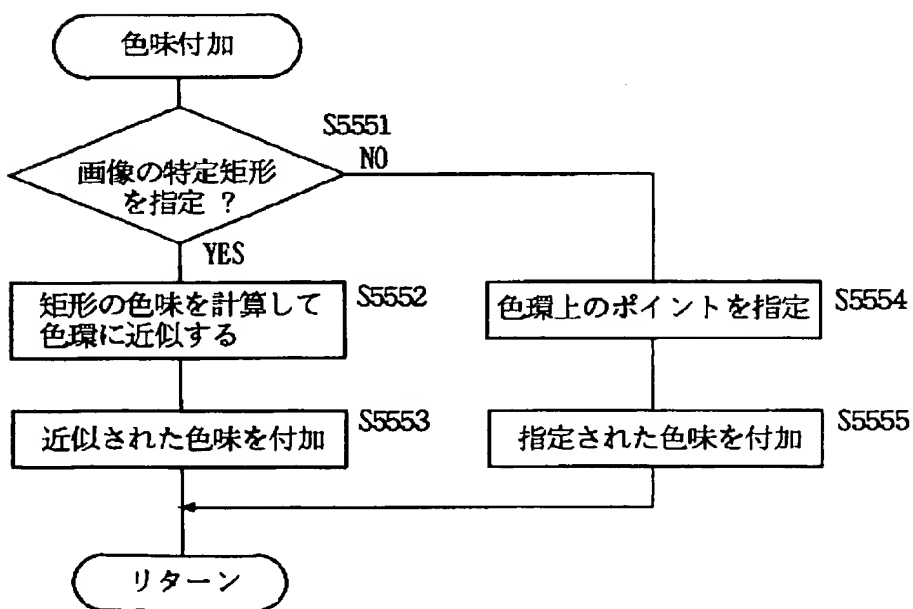 色味付加
S5551
画像の特定矩形
を指定 ?
NO
YES
矩形の色味を計算して
色環に近似する
S5552
色環上のポイントを指定
S5554
近似された色味を付加
S5553
指定された色味を付加
S5555
リターン